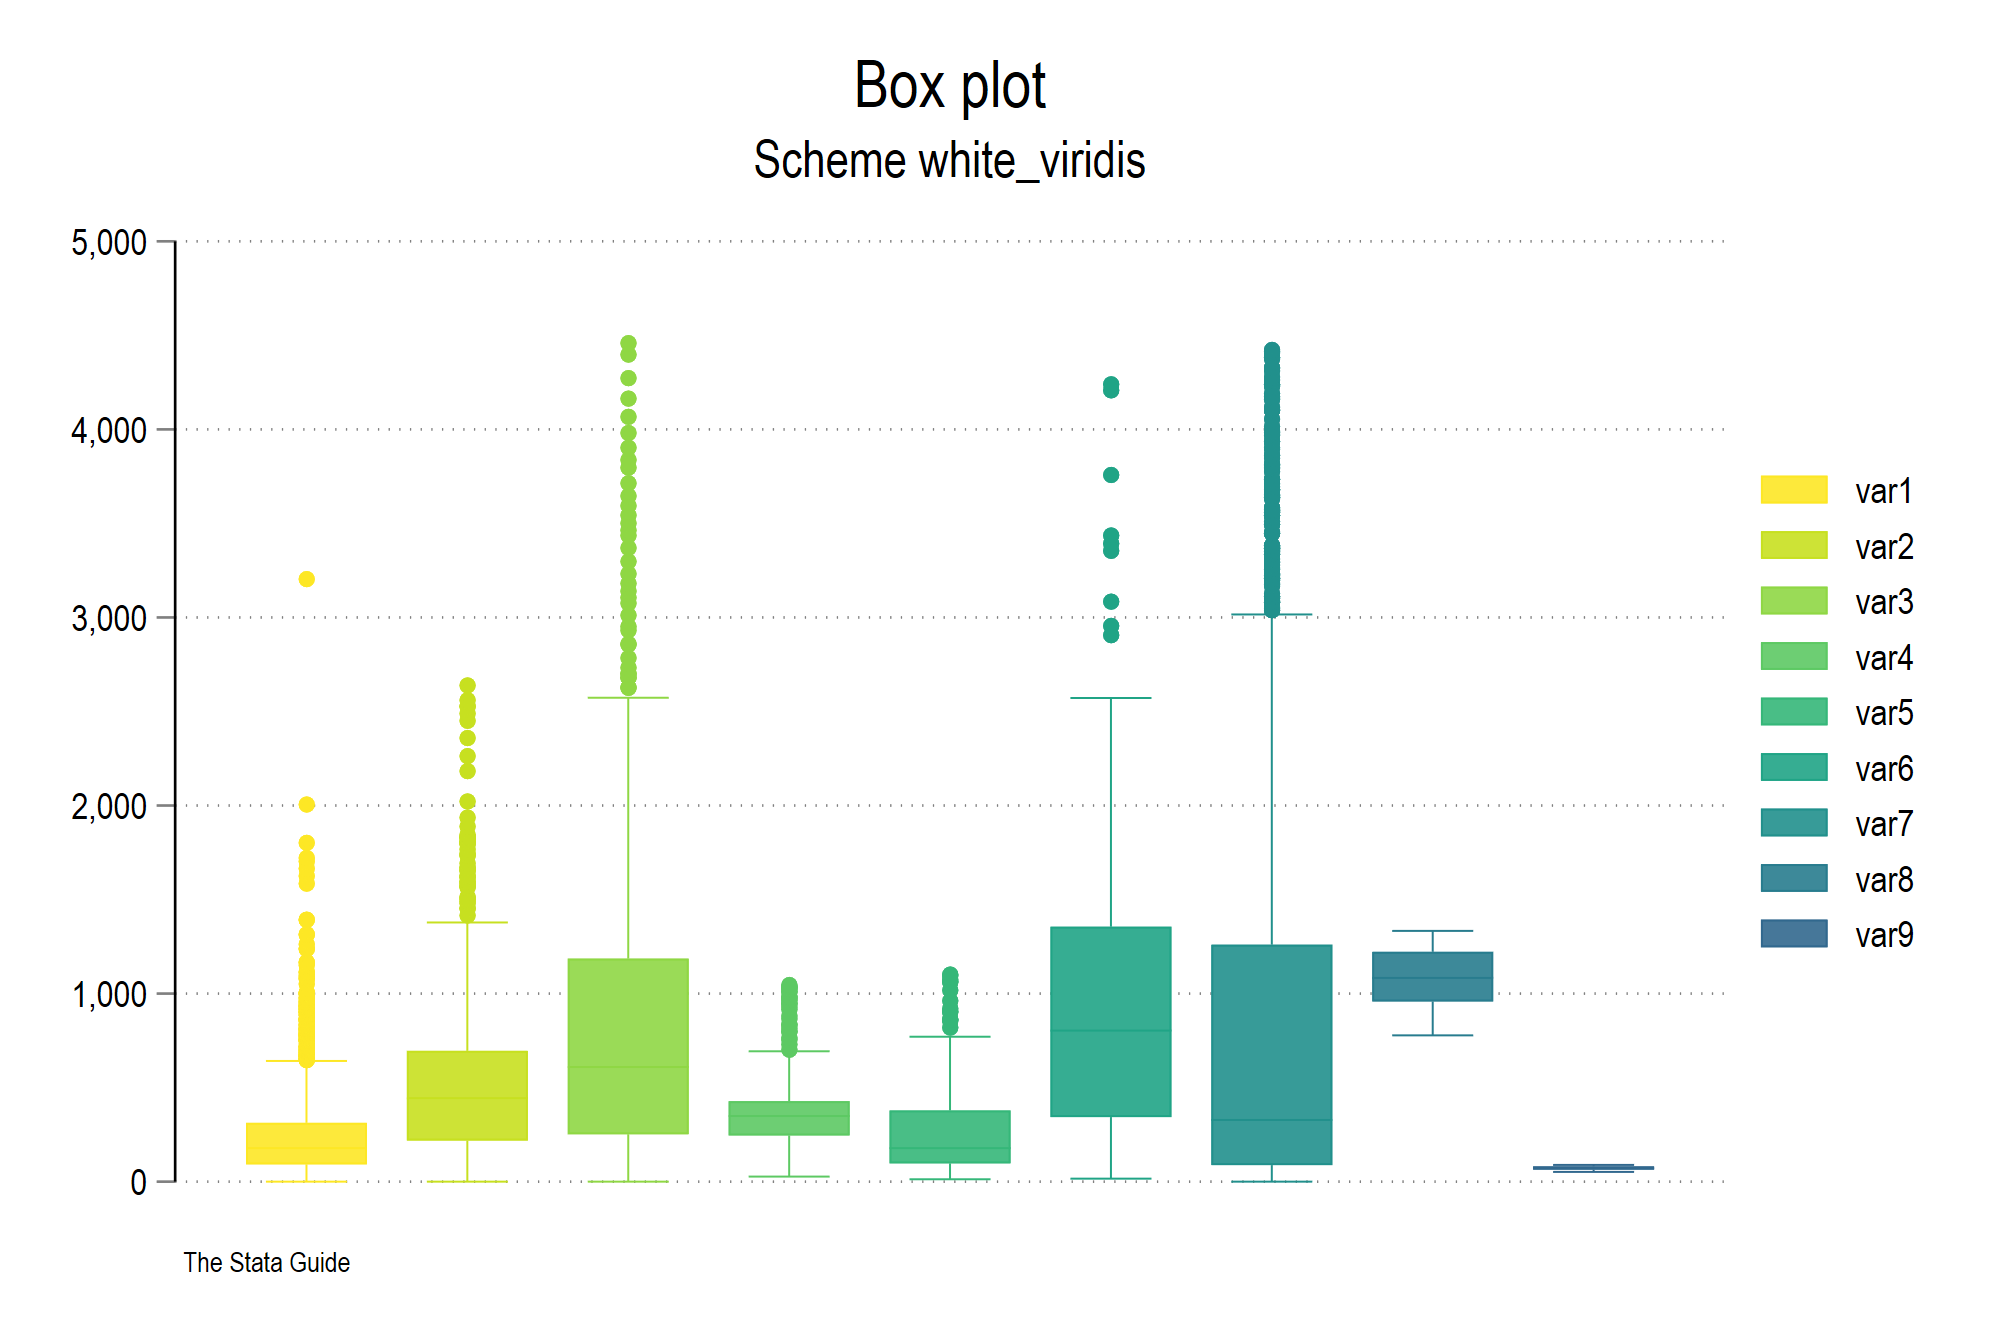 Box plot
Scheme white_viridis
5,000
4,000
3,000
2,000
1,000
0
var1
var2
var3
var4
var5
var6
var7
var8
var9
The Stata Guide